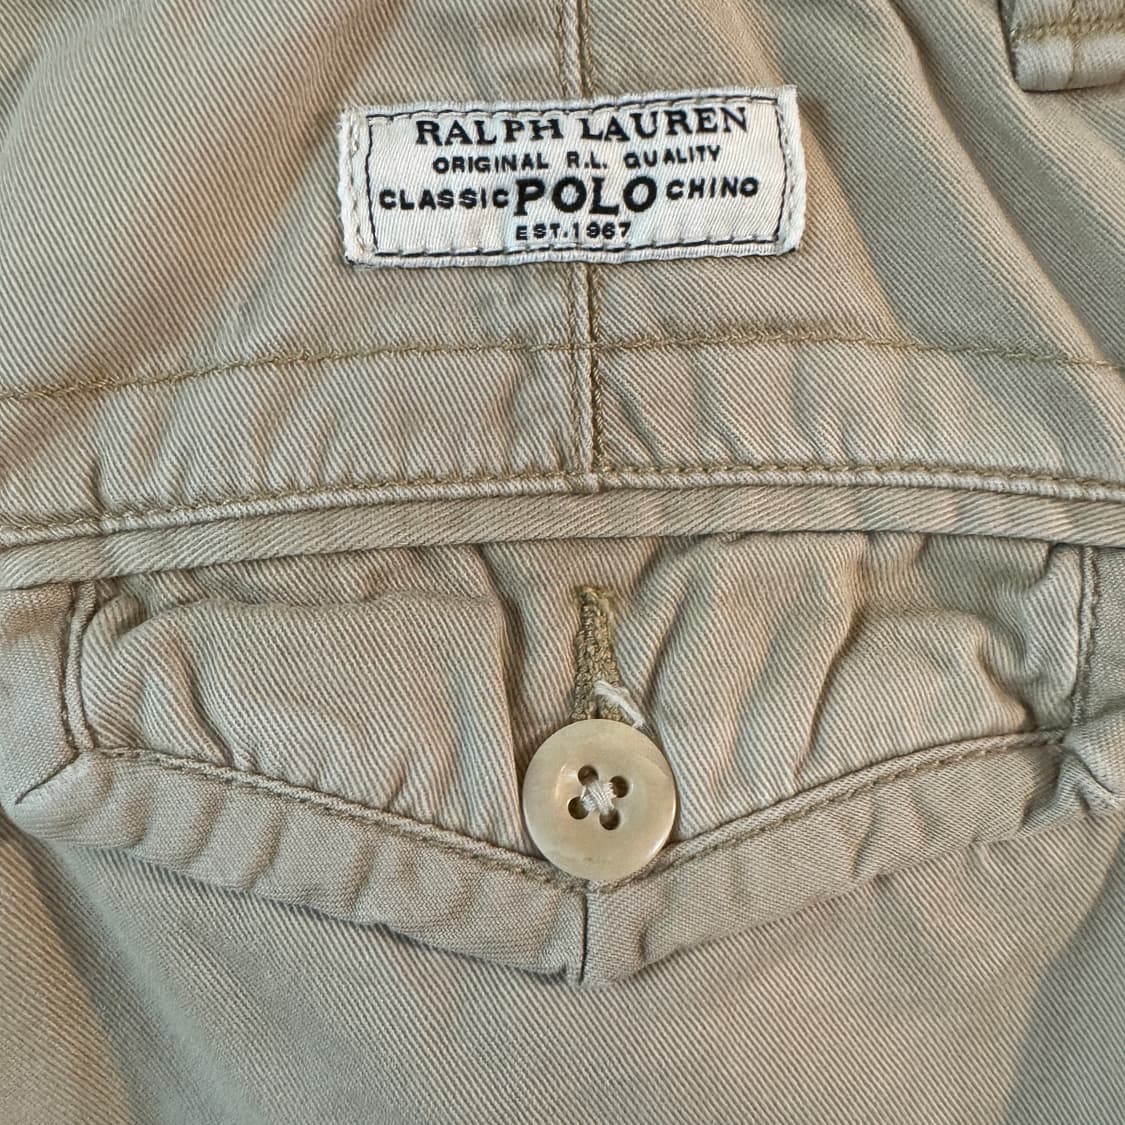 RALPH LAUREN
ORIGINAL R.L. QUALITY
CLASSIC POLO CHINO
EST.1967